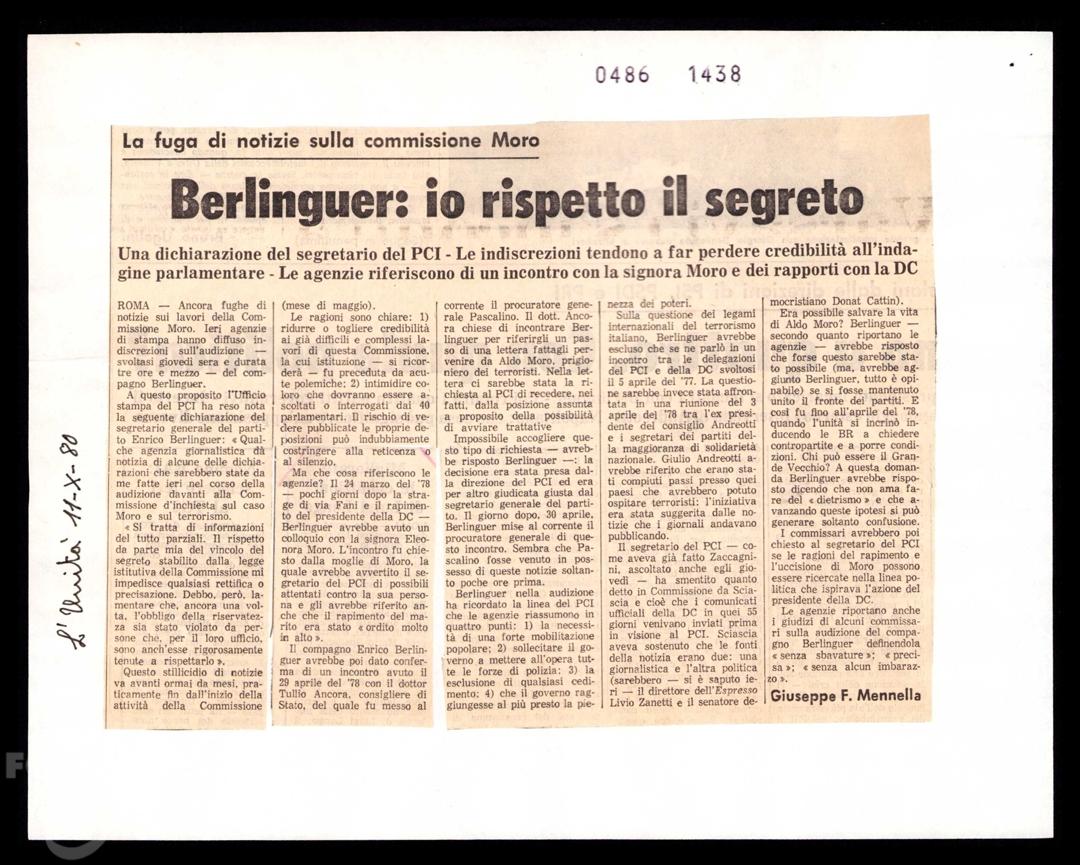 0486 1438
La fuga di notizie sulla commissione Moro
Berlinguer: io rispetto il segreto
Una dichiarazione del segretario del PCI - Le indiscrezioni tendono a far perdere credibilità all'inda-
gine parlamentare - Le agenzie riferiscono di un incontro con la signora Moro e dei rapporti con la DC
ROMA — Ancora fughe di
notizie sui lavori della Com-
missione Moro. Ieri agenzie
di stampa hanno diffuso in-
discrezioni sull'audizione —
svoltasi giovedì sera e durata
tre ore e mezzo — del com-
pagno Berlinguer.
A questo proposito l'Ufficio
stampa del PCI ha reso nota
la seguente dichiarazione del
segretario generale del parti-
to Enrico Berlinguer: « Qual-
che agenzia giornalistica dà
notizia di alcune delle dichia-
razioni che sarebbero state da
me fatte ieri nel corso della
audizione davanti alla Com-
missione d'inchiesta sul caso
Moro e sul terrorismo.
« Si tratta di informazioni
del tutto parziali. Il rispetto
da parte mia del vincolo del
segreto stabilito dalla legge
istitutiva della Commissione mi
impedisce qualsiasi rettifica o
precisazione. Debbo, però, la-
mentare che, ancora una vol-
ta, l'obbligo della riservatez-
za sia stato violato da perso-
ne che, per il loro ufficio,
sono anch'esse rigorosamente
tenute a rispettarlo ».
Questo stillicidio di notizie
va avanti ormai da mesi, pra-
ticamente fin dall'inizio della
attività della Commissione
(mese di maggio).
Le ragioni sono chiare: 1)
ridurre o togliere credibilità
ai già difficili e complessi la-
vori di questa Commissione,
la cui istituzione — si ricor-
derà — fu preceduta da acu-
te polemiche; 2) intimidire co-
loro che dovranno essere a-
scoltati o interrogati dai 40
parlamentari. Il rischio di ve-
dere pubblicate le proprie de-
posizioni può indubbiamente
costringere alla reticenza o
al silenzio.
Ma che cosa riferiscono le
agenzie? Il 24 marzo del '78
— pochi giorni dopo la stra-
ge di via Fani e il rapimen-
to del presidente della DC —
Berlinguer avrebbe avuto un
colloquio con la signora Eleo-
nora Moro. L'incontro fu chie-
sto dalla moglie di Moro, la
quale avrebbe avvertito il se-
gretario del PCI di possibili
attentati contro la sua perso-
na e gli avrebbe riferito an-
che che il rapimento del ma-
rito era stato « ordito molto
in alto ».
Il compagno Enrico Berlin-
guer avrebbe poi dato confer-
ma di un incontro avuto il
29 aprile del '78 con il dottor
Tullio Ancora, consigliere di
Stato, del quale fu messo al
corrente il procuratore gene-
rale Pascalino. Il dott. Anco-
ra chiese di incontrare Ber-
linguer per riferirgli un pas-
so di una lettera fattagli per-
venire da Aldo Moro, prigio-
niero dei terroristi. Nella let-
tera ci sarebbe stata la ri-
chiesta al PCI di recedere, nei
fatti, dalla posizione assunta
a proposito della possibilità
di avviare trattative
Impossibile accogliere que-
sto tipo di richiesta — avreb-
be risposto Berlinguer —: la
decisione era stata presa dal-
la direzione del PCI ed era
per altro giudicata giusta dal
segretario generale del parti-
to. Il giorno dopo, 30 aprile,
Berlinguer mise al corrente il
procuratore generale di que-
sto incontro. Sembra che Pa-
scalino fosse venuto in pos-
sesso di queste notizie soltan-
to poche ore prima.
Berlinguer nella audizione
ha ricordato la linea del PCI
che le agenzie riassumono in
quattro punti: 1) la necessi-
tà di una forte mobilitazione
popolare; 2) sollecitare il go-
verno a mettere all'opera tut-
te le forze di polizia; 3) la
esclusione di qualsiasi cedi-
mento; 4) che il governo rag-
giungesse al più presto la pie-
nezza dei poteri.
Sulla questione dei legami
internazionali del terrorismo
italiano, Berlinguer avrebbe
escluso che se ne parlò in un
incontro tra le delegazioni
del PCI e della DC svoltosi
il 5 aprile del '77. La questio-
ne sarebbe invece stata affron-
tata in una riunione del 3
aprile del '78 tra l'ex presi-
dente del consiglio Andreotti
e i segretari dei partiti del-
la maggioranza di solidarietà
nazionale. Giulio Andreotti a-
vrebbe riferito che erano sta-
ti compiuti passi presso quei
paesi che avrebbero potuto
ospitare terroristi: l'iniziativa
era stata suggerita dalle no-
tizie che i giornali andavano
pubblicando.
Il segretario del PCI — co-
me aveva già fatto Zaccagni-
ni, ascoltato anche egli gio-
vedì — ha smentito quanto
detto in Commissione da Scia-
scia e cioè che i comunicati
ufficiali della DC in quei 55
giorni venivano inviati prima
in visione al PCI. Sciascia
aveva sostenuto che le fonti
della notizia erano due: una
giornalistica e l'altra politica
(sarebbero — si è saputo ie-
ri — il direttore dell'Espresso
Livio Zanetti e il senatore de-
mocristiano Donat Cattin).
Era possibile salvare la vita
di Aldo Moro? Berlinguer —
secondo quanto riportano le
agenzie — avrebbe risposto
che forse questo sarebbe sta-
to possibile (ma, avrebbe ag-
giunto Berlinguer, tutto è opi-
nabile) se si fosse mantenuto
unito il fronte dei partiti. E
così fu fino all'aprile del '78,
quando l'unità si incrinò in-
ducendo le BR a chiedere
contropartite e a porre condi-
zioni. Chi può essere il Gran-
de Vecchio? A questa doman-
da Berlinguer avrebbe rispo-
sto dicendo che non ama fa-
re del « dietrismo » e che a-
vanzando queste ipotesi si può
generare soltanto confusione.
I commissari avrebbero poi
chiesto al segretario del PCI
se le ragioni del rapimento e
l'uccisione di Moro possono
essere ricercate nella linea po-
litica che ispirava l'azione del
presidente della DC.
Le agenzie riportano anche
i giudizi di alcuni commissa-
ri sulla audizione del compa-
gno Berlinguer definendola
« senza sbavature »; « preci-
sa »; « senza alcun imbaraz-
zo ».
Giuseppe F. Mennella
L'Unità 11-X-80